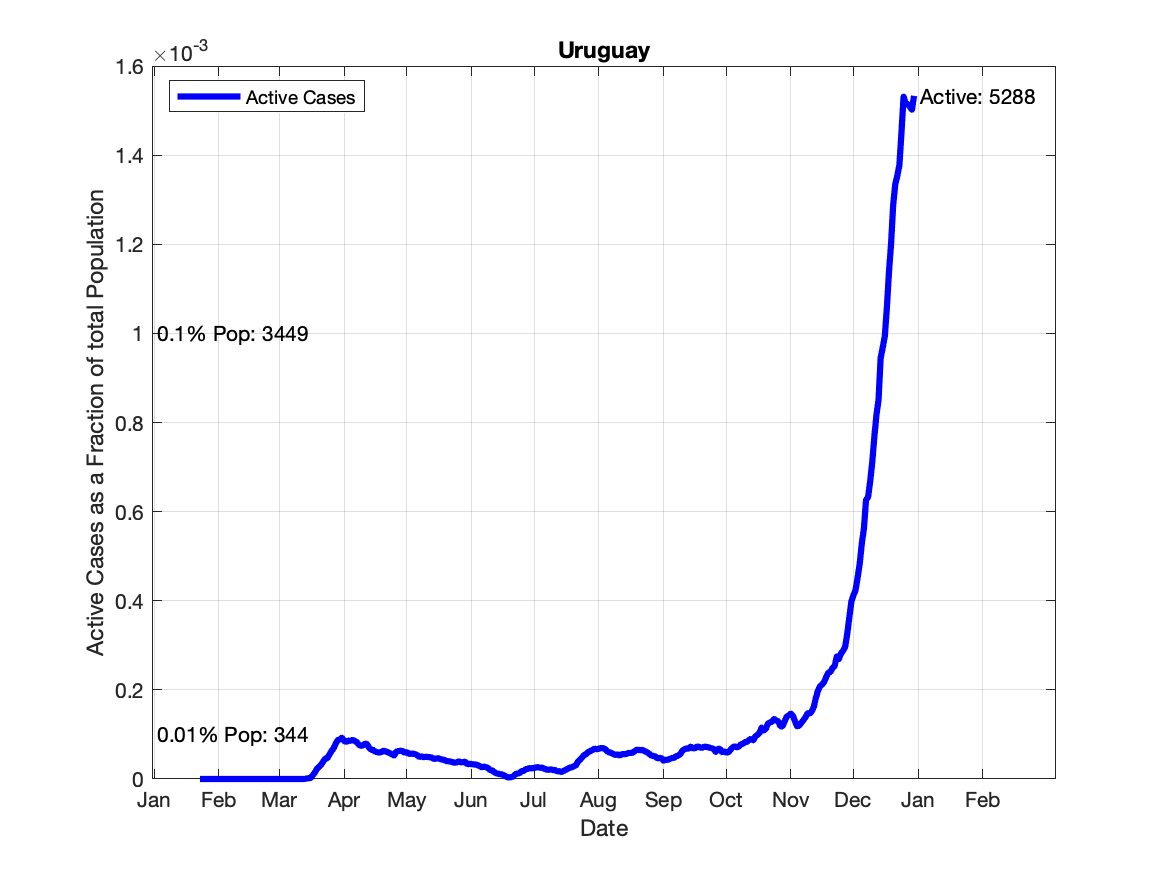 Uruguay
×10⁻³
1.6
1.4
1.2
1
0.8
0.6
0.4
0.2
0
Active Cases
Active: 5288
0.1% Pop: 3449
0.01% Pop: 344
Active Cases as a Fraction of total Population
Jan Feb Mar Apr May Jun Jul Aug Sep Oct Nov Dec Jan Feb
Date